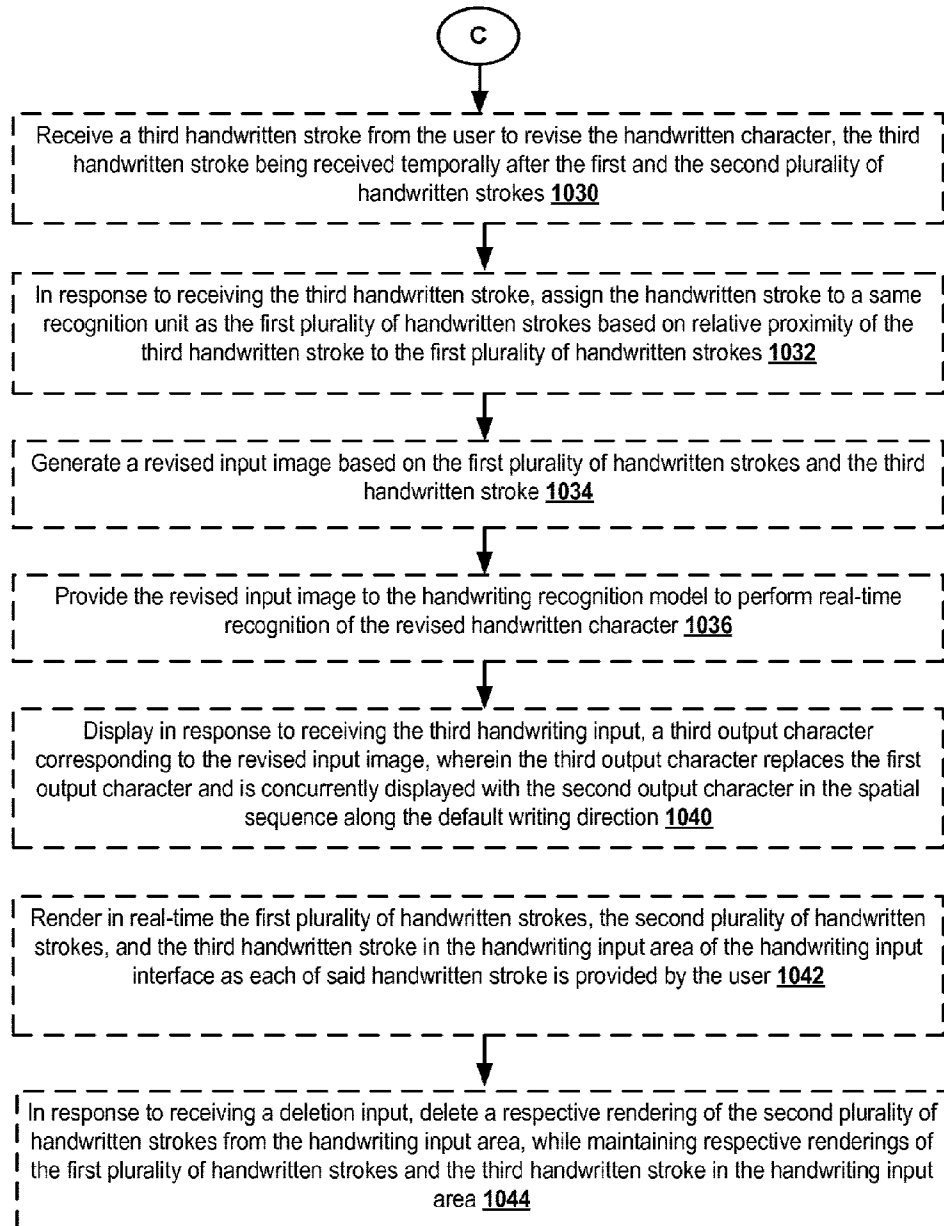 C
Receive a third handwritten stroke from the user to revise the handwritten character, the third
handwritten stroke being received temporally after the first and the second plurality of
handwritten strokes 1030
In response to receiving the third handwritten stroke, assign the handwritten stroke to a same
recognition unit as the first plurality of handwritten strokes based on relative proximity of the
third handwritten stroke to the first plurality of handwritten strokes 1032
Generate a revised input image based on the first plurality of handwritten strokes and the third
handwritten stroke 1034
Provide the revised input image to the handwriting recognition model to perform real-time
recognition of the revised handwritten character 1036
Display in response to receiving the third handwriting input, a third output character
corresponding to the revised input image, wherein the third output character replaces the first
output character and is concurrently displayed with the second output character in the spatial
sequence along the default writing direction 1040
Render in real-time the first plurality of handwritten strokes, the second plurality of handwritten
strokes, and the third handwritten stroke in the handwriting input area of the handwriting input
interface as each of said handwritten stroke is provided by the user 1042
In response to receiving a deletion input, delete a respective rendering of the second plurality of
handwritten strokes from the handwriting input area, while maintaining respective renderings of
the first plurality of handwritten strokes and the third handwritten stroke in the handwriting input
area 1044